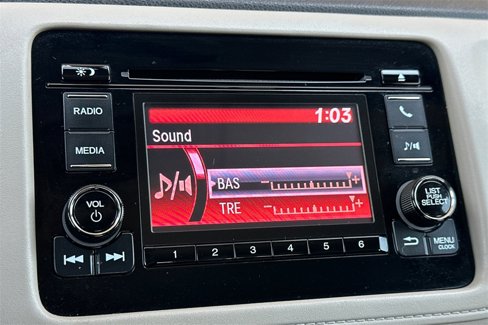 1:03
RADIO
Sound
MEDIA
BAS - +
TRE - +
VOL
LIST
PUSH
SELECT
1 2 3 4 5 6
MENU
CLOCK